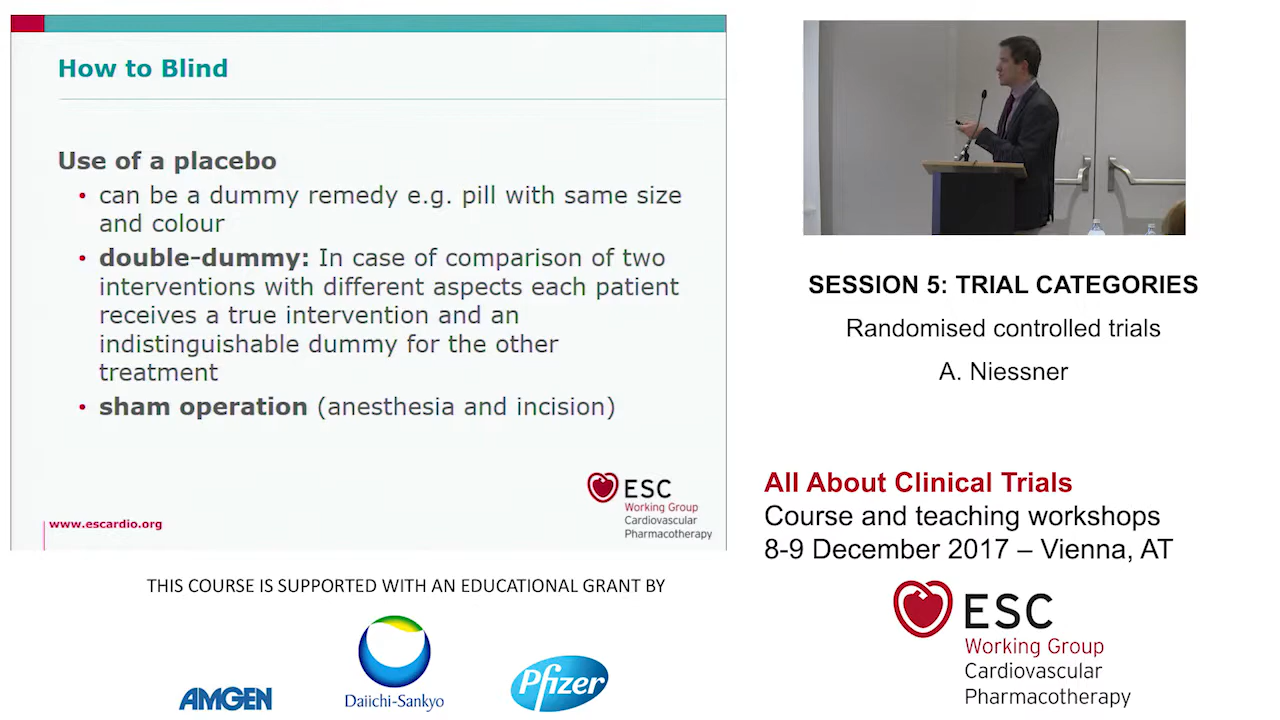 How to Blind
Use of a placebo
• can be a dummy remedy e.g. pill with same size
and colour
• double-dummy: In case of comparison of two
interventions with different aspects each patient
receives a true intervention and an
indistinguishable dummy for the other
treatment
• sham operation (anesthesia and incision)
ESC
Working Group
Cardiovascular
Pharmacotherapy
www.escardio.org
THIS COURSE IS SUPPORTED WITH AN EDUCATIONAL GRANT BY
AMGEN
Daiichi-Sankyo
Pfizer
SESSION 5: TRIAL CATEGORIES
Randomised controlled trials
A. Niessner
All About Clinical Trials
Course and teaching workshops
8-9 December 2017 – Vienna, AT
ESC
Working Group
Cardiovascular
Pharmacotherapy